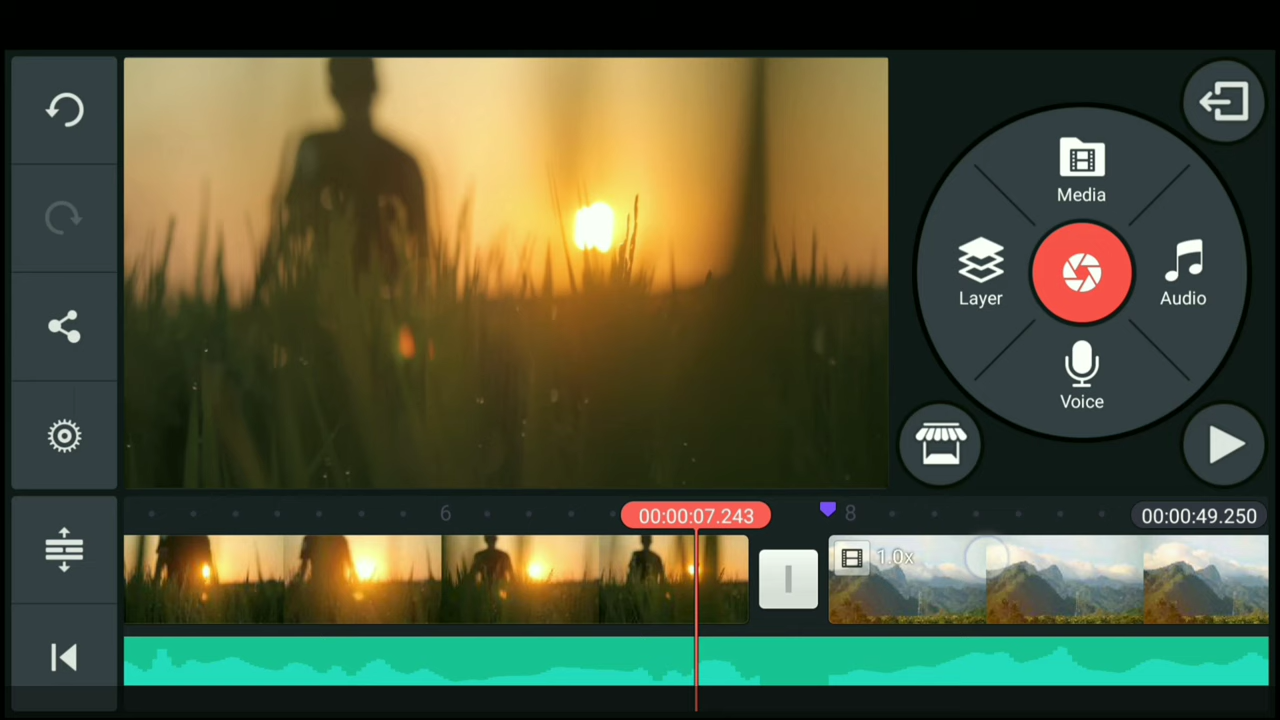 Media
Layer
Audio
Voice
6
00:00:07.243
8
00:00:49.250
1.0x